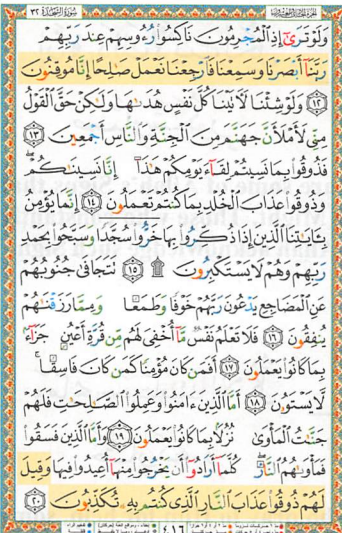 سُورَةُ السَّجۡدَةِ ٣٢
وَلَوۡ تَرَىٰٓ إِذِ ٱلۡمُجۡرِمُونَ نَاكِسُواْ رُءُوسِهِمۡ عِندَ رَبِّهِمۡ
رَبَّنَآ أَبۡصَرۡنَا وَسَمِعۡنَا فَٱرۡجِعۡنَا نَعۡمَلۡ صَٰلِحًا إِنَّا مُوقِنُونَ
١٢ وَلَوۡ شِئۡنَا لَأٓتَيۡنَا كُلَّ نَفۡسٍ هُدَىٰهَا وَلَٰكِنۡ حَقَّ ٱلۡقَوۡلُ
مِنِّي لَأَمۡلَأَنَّ جَهَنَّمَ مِنَ ٱلۡجِنَّةِ وَٱلنَّاسِ أَجۡمَعِينَ ١٣
فَذُوقُواْ بِمَا نَسِيتُمۡ لِقَآءَ يَوۡمِكُمۡ هَٰذَآ إِنَّا نَسِينَٰكُمۡۖ
وَذُوقُواْ عَذَابَ ٱلۡخُلۡدِ بِمَا كُنتُمۡ تَعۡمَلُونَ ١٤ إِنَّمَا يُؤۡمِنُ
بِـَٔايَٰتِنَا ٱلَّذِينَ إِذَا ذُكِّرُواْ بِهَا خَرُّواْۤ سُجَّدٗا وَسَبَّحُواْ بِحَمۡدِ
رَبِّهِمۡ وَهُمۡ لَا يَسۡتَكۡبِرُونَ ١٥ ۩ تَتَجَافَىٰ جُنُوبُهُمۡ
عَنِ ٱلۡمَضَاجِعِ يَدۡعُونَ رَبَّهُمۡ خَوۡفٗا وَطَمَعٗا وَمِمَّا رَزَقۡنَٰهُمۡ
يُنفِقُونَ ١٦ فَلَا تَعۡلَمُ نَفۡسٞ مَّآ أُخۡفِيَ لَهُم مِّن قُرَّةِ أَعۡيُنٖ جَزَآءَۢ
بِمَا كَانُواْ يَعۡمَلُونَ ١٧ أَفَمَن كَانَ مُؤۡمِنٗا كَمَن كَانَ فَاسِقٗاۚ
لَّا يَسۡتَوُۥنَ ١٨ أَمَّا ٱلَّذِينَ ءَامَنُواْ وَعَمِلُواْ ٱلصَّٰلِحَٰتِ فَلَهُمۡ
جَنَّٰتُ ٱلۡمَأۡوَىٰ نُزُلَۢا بِمَا كَانُواْ يَعۡمَلُونَ ١٩ وَأَمَّا ٱلَّذِينَ فَسَقُواْ
فَمَأۡوَىٰهُمُ ٱلنَّارُۖ كُلَّمَآ أَرَادُوٓاْ أَن يَخۡرُجُواْ مِنۡهَآ أُعِيدُواْ فِيهَا وَقِيلَ
لَهُمۡ ذُوقُواْ عَذَابَ ٱلنَّارِ ٱلَّذِي كُنتُم بِهِۦ تُكَذِّبُونَ ٢٠
٤١٦